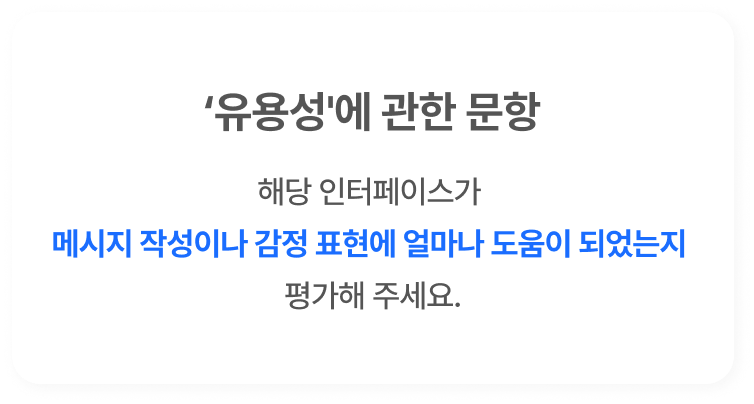 ‘유용성'에 관한 문항
해당 인터페이스가
메시지 작성이나 감정 표현에 얼마나 도움이 되었는지
평가해 주세요.